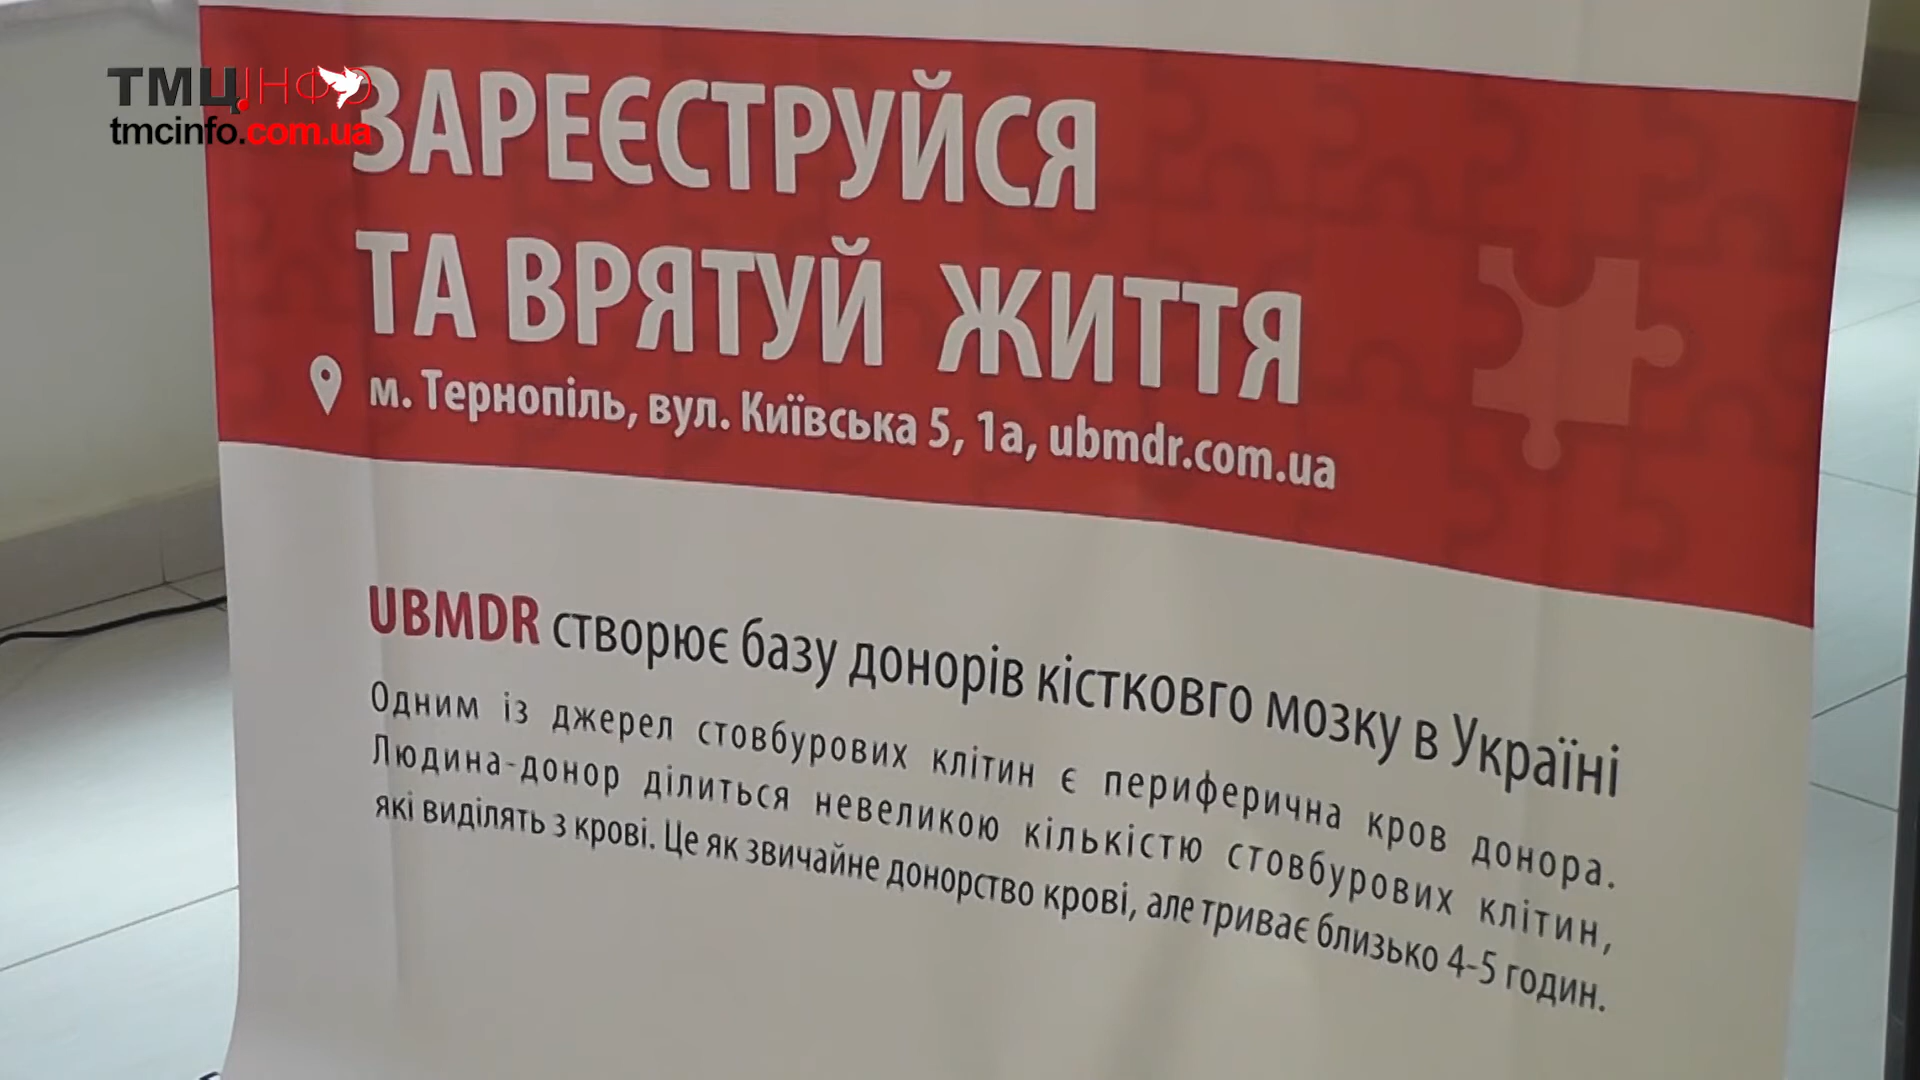 ТМЦ.ІНФО
tmcinfo.com.ua
ЗАРЕЄСТРУЙСЯ
ТА ВРЯТУЙ ЖИТТЯ
м. Тернопіль, вул. Київська 5, 1а, ubmdr.com.ua
UBMDR створює базу донорів кістковго мозку в Україні
Одним із джерел стовбурових клітин є периферична кров донора.
Людина-донор ділиться невеликою кількістю стовбурових клітин,
які виділять з крові. Це як звичайне донорство крові, але триває близько 4-5 годин.